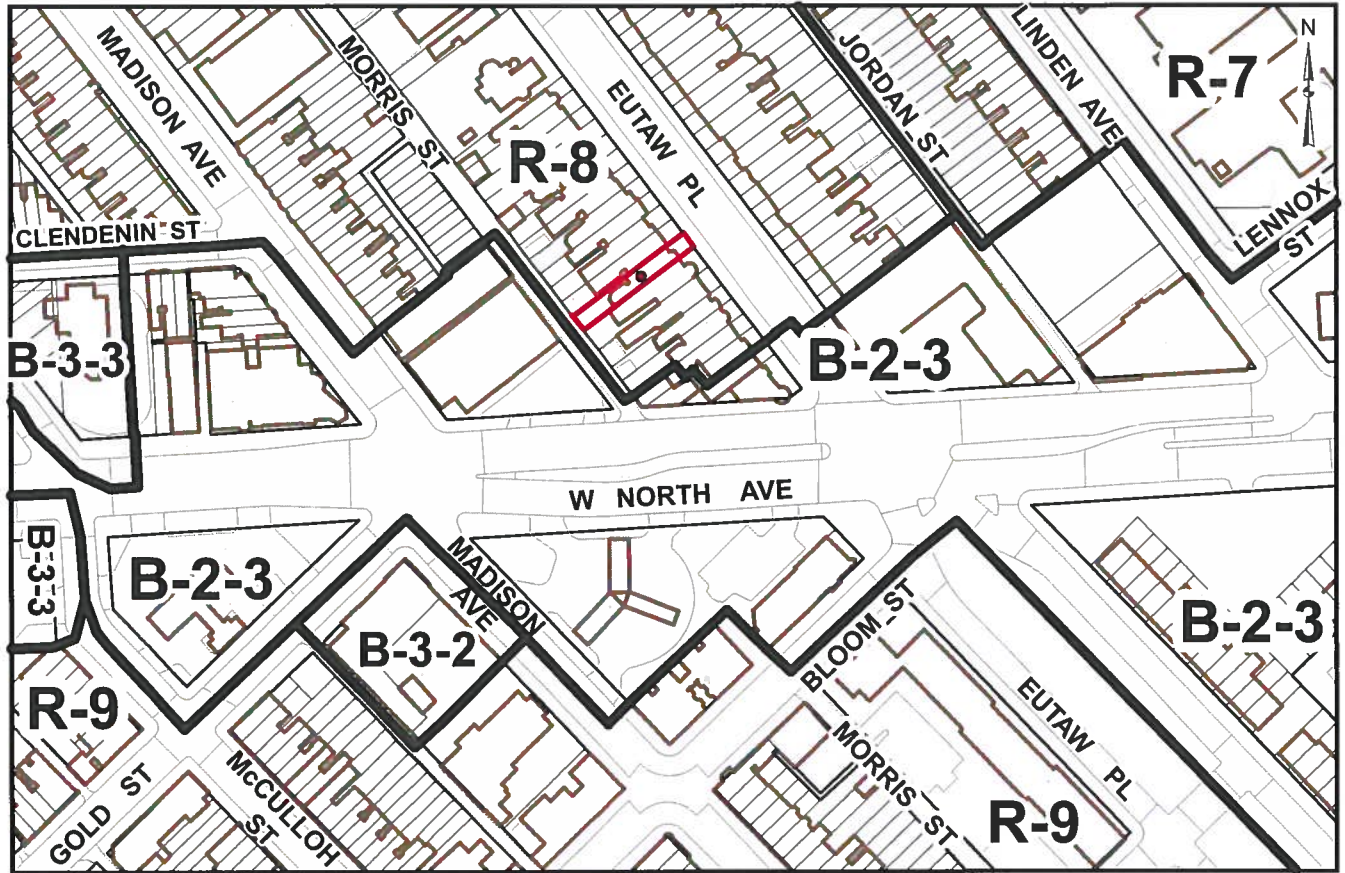 MADISON AVE
MORRIS ST
EUTAW PL
JORDAN ST
LINDEN AVE
R-7
N
R-8
LENNOX
ST
CLENDENIN ST
B-3-3
B-2-3
W NORTH AVE
B-3-3
B-2-3
MADISON
AVE
B-3-2
BLOOM ST
B-2-3
R-9
EUTAW PL
MORRIS ST
R-9
GOLD ST
McCULLOH
ST